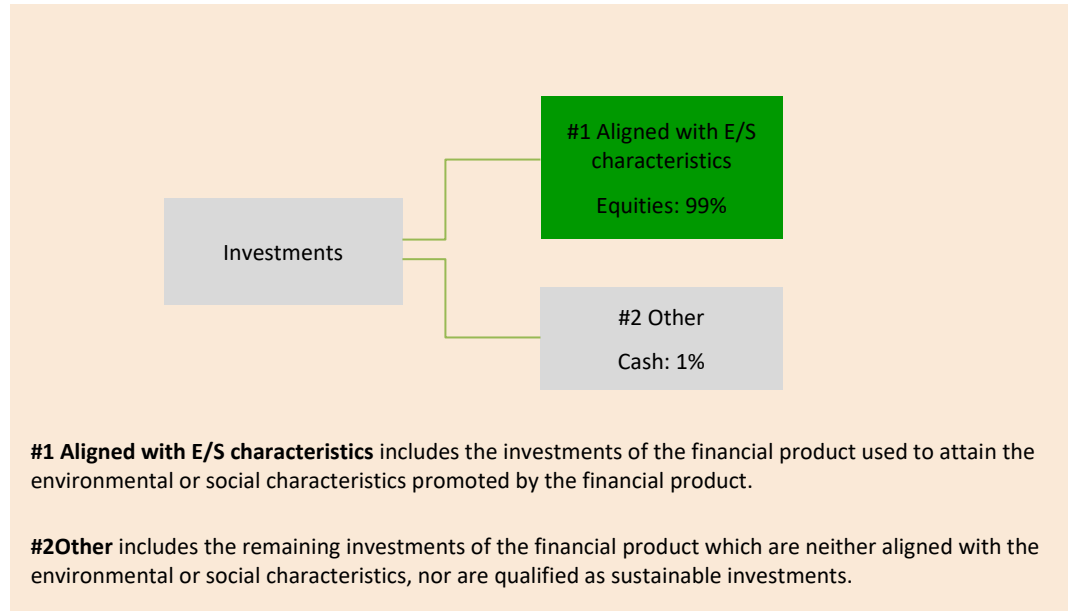 #1 Aligned with E/S
characteristics
Equities: 99%
Investments
#2 Other
Cash: 1%
#1 Aligned with E/S characteristics includes the investments of the financial product used to attain the
environmental or social characteristics promoted by the financial product.
#2Other includes the remaining investments of the financial product which are neither aligned with the
environmental or social characteristics, nor are qualified as sustainable investments.